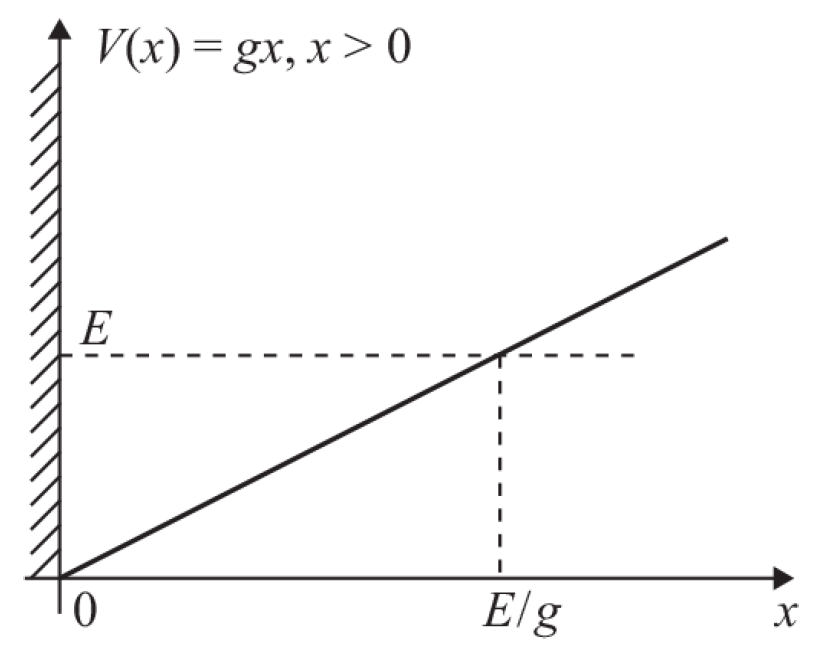 V(x) = gx, x > 0
E
0
E/g
x